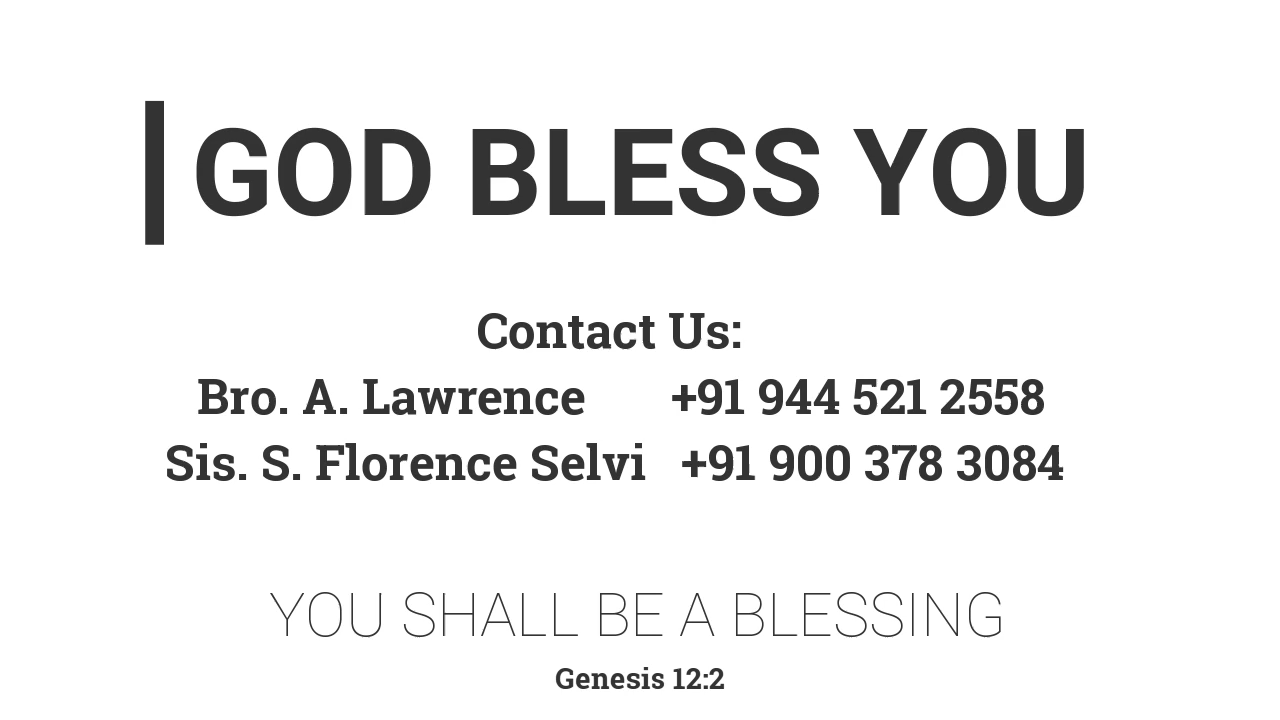 GOD BLESS YOU
Contact Us:
Bro. A. Lawrence +91 944 521 2558
Sis. S. Florence Selvi +91 900 378 3084
YOU SHALL BE A BLESSING
Genesis 12:2